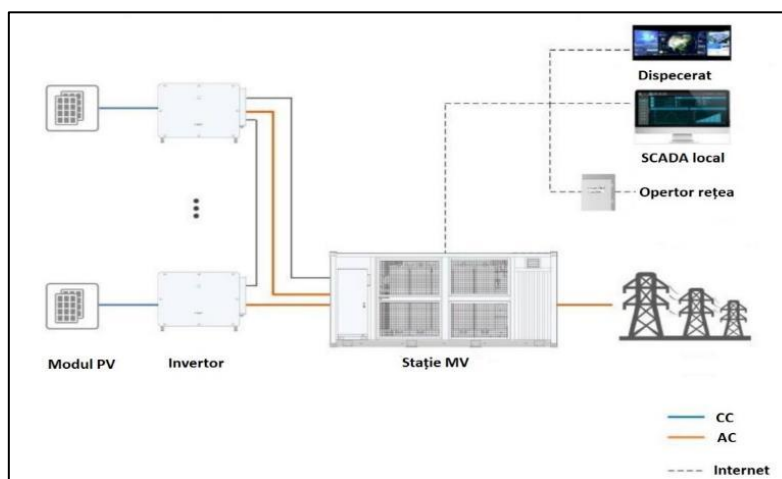 Dispecerat
SCADA local
Opertor rețea
Modul PV
Invertor
Stație MV
CC
AC
Internet